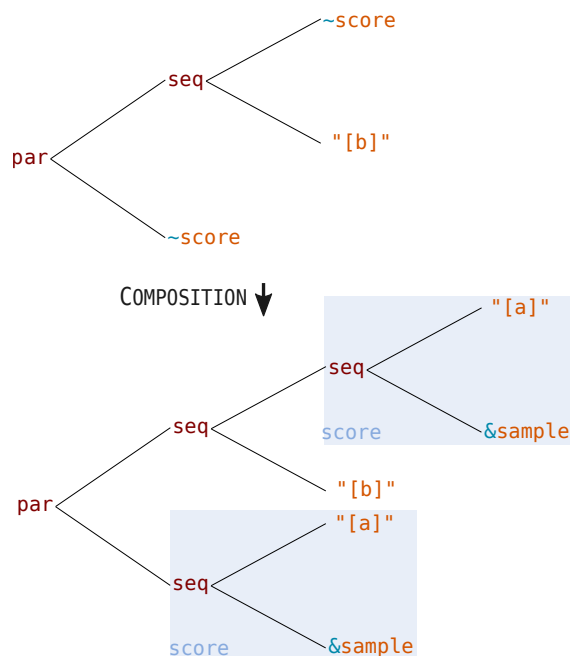 ~score
seq
"[b]"
par
~score
COMPOSITION
"[a]"
seq
score
&sample
seq
"[b]"
par
"[a]"
seq
score
&sample